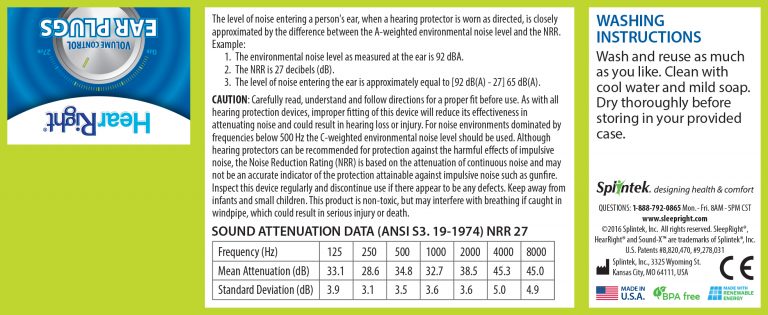 HearRight®
VOLUME CONTROL
EAR PLUGS
The level of noise entering a person's ear, when a hearing protector is worn as directed, is closely
approximated by the difference between the A-weighted environmental noise level and the NRR.
Example:
1. The environmental noise level as measured at the ear is 92 dBA.
2. The NRR is 27 decibels (dB).
3. The level of noise entering the ear is approximately equal to [92 dB(A) - 27] 65 dB(A).
CAUTION: Carefully read, understand and follow directions for a proper fit before use. As with all
hearing protection devices, improper fitting of this device will reduce its effectiveness in
attenuating noise and could result in hearing loss or injury. For noise environments dominated by
frequencies below 500 Hz the C-weighted environmental noise level should be used. Although
hearing protectors can be recommended for protection against the harmful effects of impulsive
noise, the Noise Reduction Rating (NRR) is based on the attenuation of continuous noise and may
not be an accurate indicator of the protection attainable against impulsive noise such as gunfire.
Inspect this device regularly and discontinue use if there appear to be any defects. Keep away from
infants and small children. This product is non-toxic, but may interfere with breathing if caught in
windpipe, which could result in serious injury or death.
SOUND ATTENUATION DATA (ANSI S3. 19-1974) NRR 27
Frequency (Hz) 125 250 500 1000 2000 4000 8000
Mean Attenuation (dB) 33.1 28.6 34.8 32.7 38.5 45.3 45.0
Standard Deviation (dB) 3.9 3.1 3.5 3.6 3.6 5.0 4.9
WASHING
INSTRUCTIONS
Wash and reuse as much
as you like. Clean with
cool water and mild soap.
Dry thoroughly before
storing in your provided
case.
Splintek® designing health & comfort
QUESTIONS: 1-888-792-0865 Mon. - Fri. 8AM - 5PM CST
www.sleepright.com
©2016 Splintek, Inc. All rights reserved. SleepRight®,
HearRight® and Sound-X™ are trademarks of Splintek®, Inc.
U.S. Patents #8,820,470, #9,278,031
Splintek, Inc., 3325 Wyoming St.
Kansas City, MO 64111, USA
CE
MADE IN
U.S.A.
BPA free
MADE WITH
RENEWABLE
ENERGY